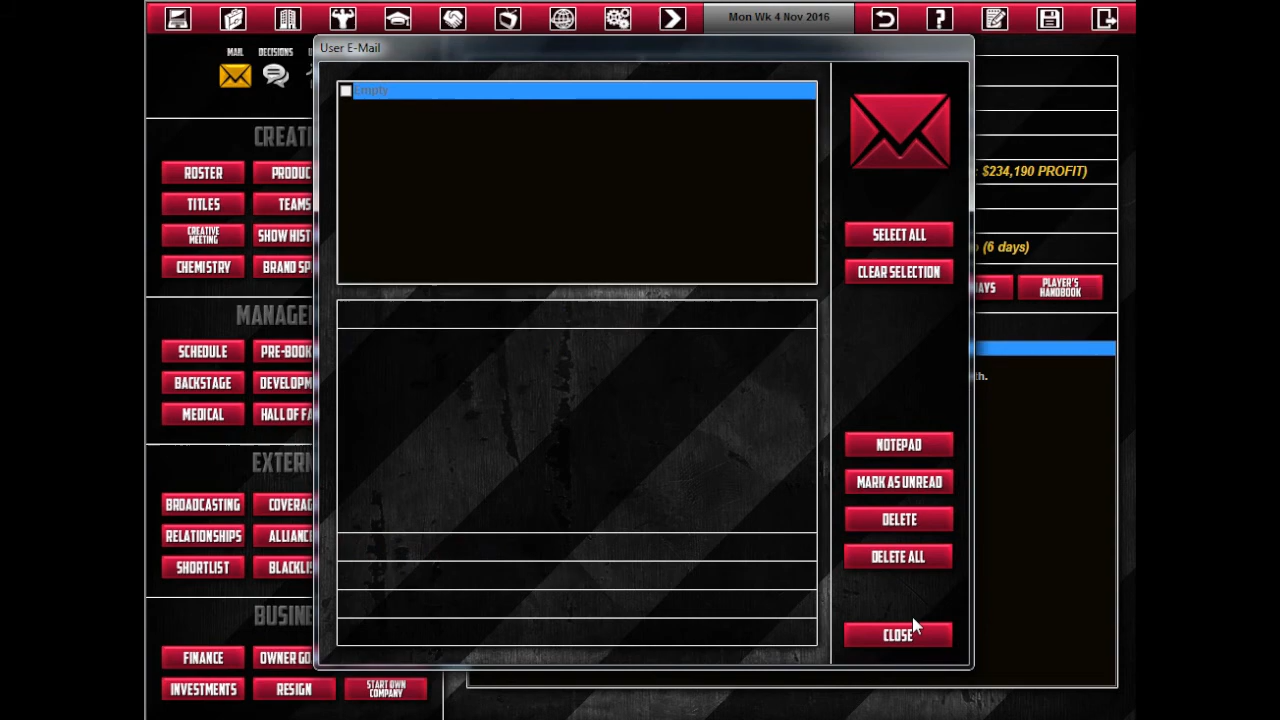 Mon Wk 4 Nov 2016
MAIL
DECISIONS
User E-Mail
Empty
SELECT ALL
CLEAR SELECTION
NOTEPAD
MARK AS UNREAD
DELETE
DELETE ALL
CLOSE
CREATI
ROSTER
PRODUC
TITLES
TEAMS
CREATIVE
MEETING
SHOW HIST
CHEMISTRY
BRAND SP
MANAGE
SCHEDULE
PRE-BOOK
BACKSTAGE
DEVELOPM
MEDICAL
HALL OF FA
EXTERN
BROADCASTING
COVERAG
RELATIONSHIPS
ALLIANC
SHORTLIST
BLACKLI
BUSINE
FINANCE
OWNER GO
INVESTMENTS
RESIGN
START OWN
COMPANY
: $234,190 PROFIT)
(6 days)
AYS
PLAYER'S
HANDBOOK
th.